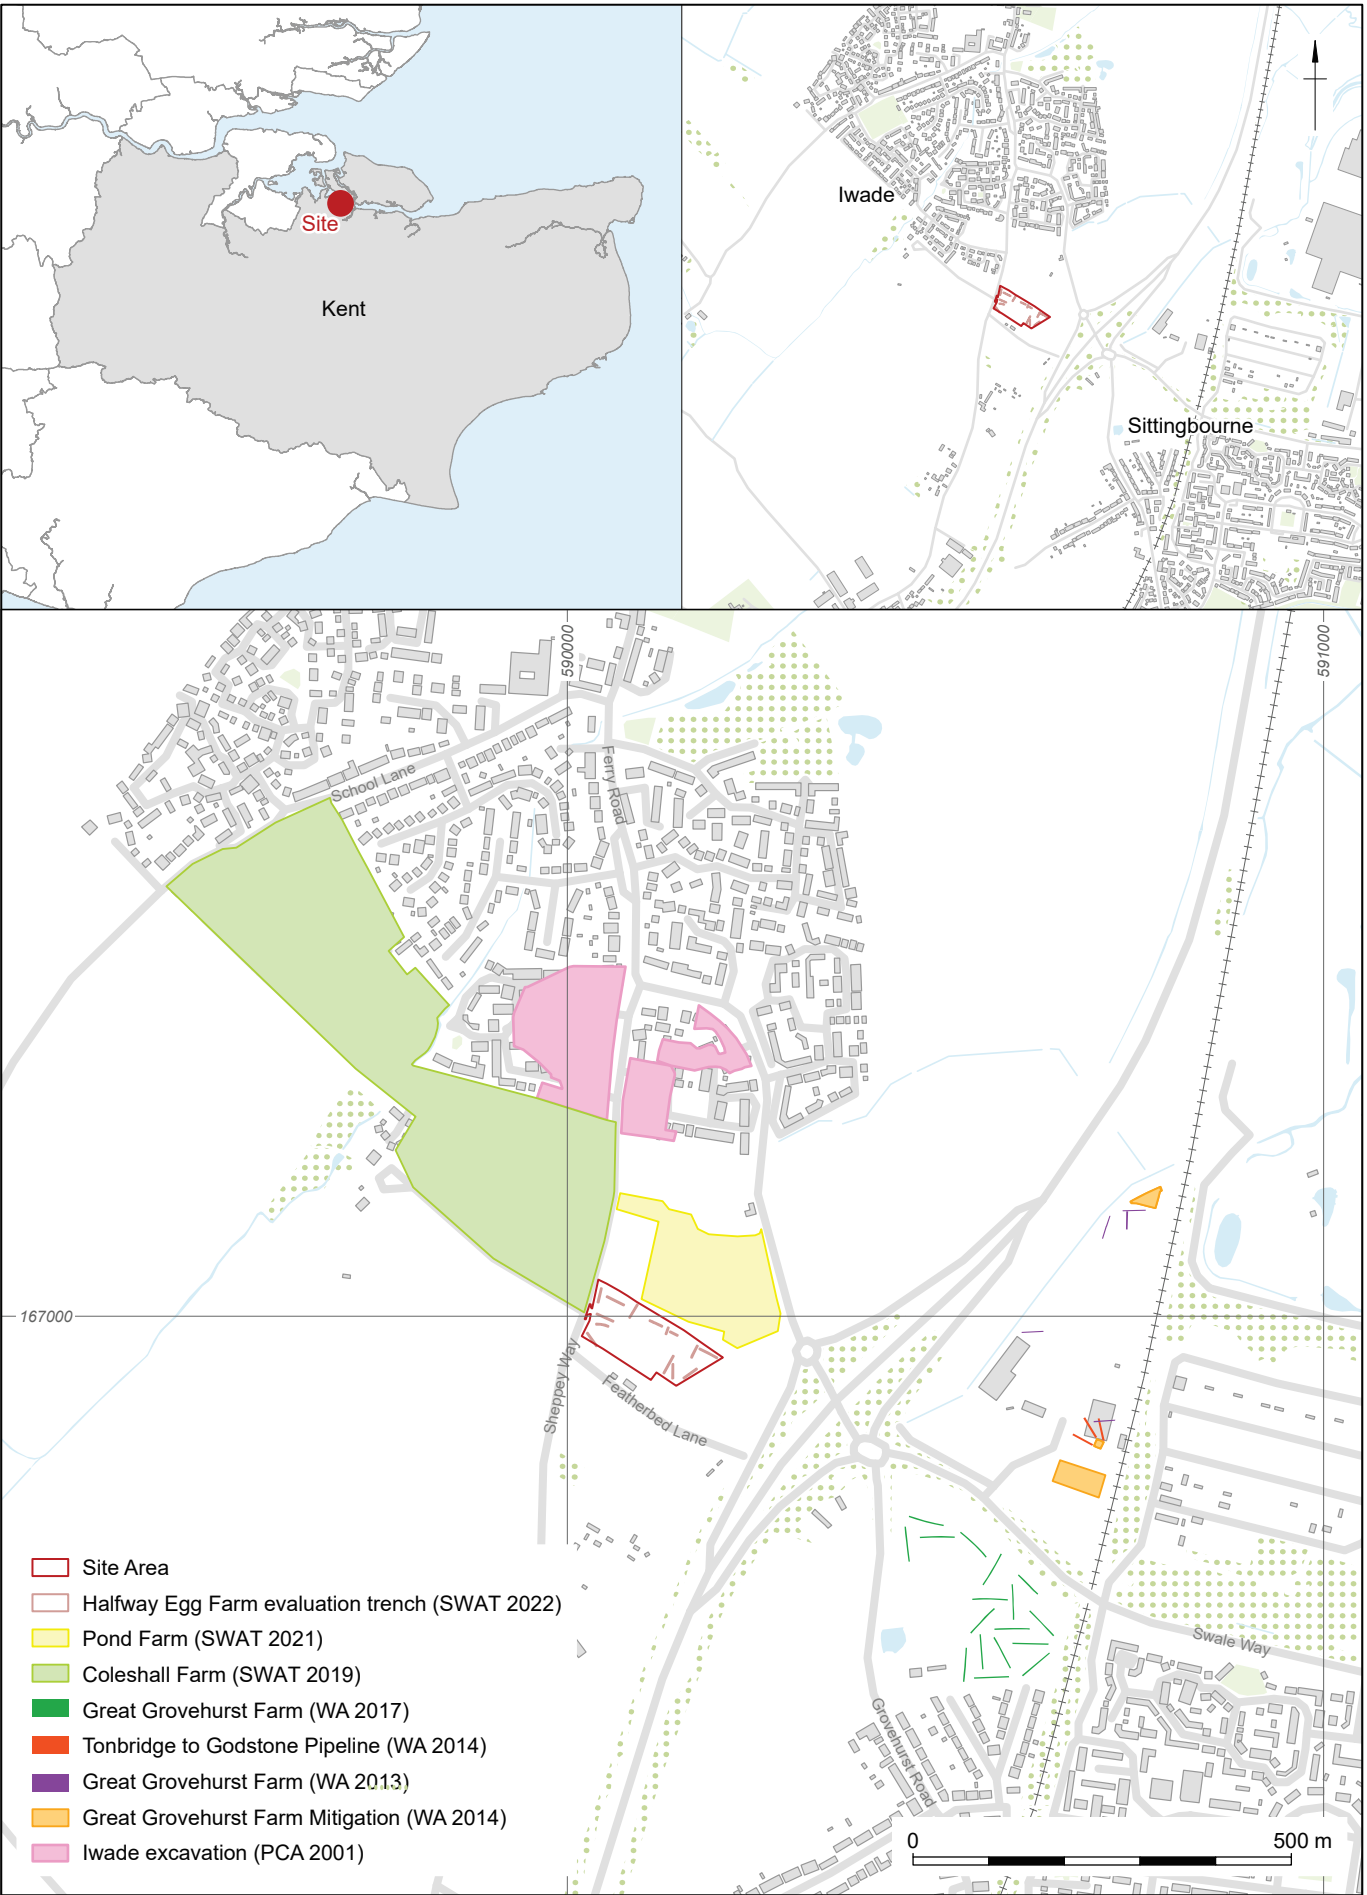 Site
Kent
Iwade
Sittingbourne
590000
591000
School Lane
Ferry Road
167000
Sheppey Way
Featherbed Lane
Swale Way
Grovehurst Road
Site Area
Halfway Egg Farm evaluation trench (SWAT 2022)
Pond Farm (SWAT 2021)
Coleshall Farm (SWAT 2019)
Great Grovehurst Farm (WA 2017)
Tonbridge to Godstone Pipeline (WA 2014)
Great Grovehurst Farm (WA 2013)
Great Grovehurst Farm Mitigation (WA 2014)
Iwade excavation (PCA 2001)
0 500 m